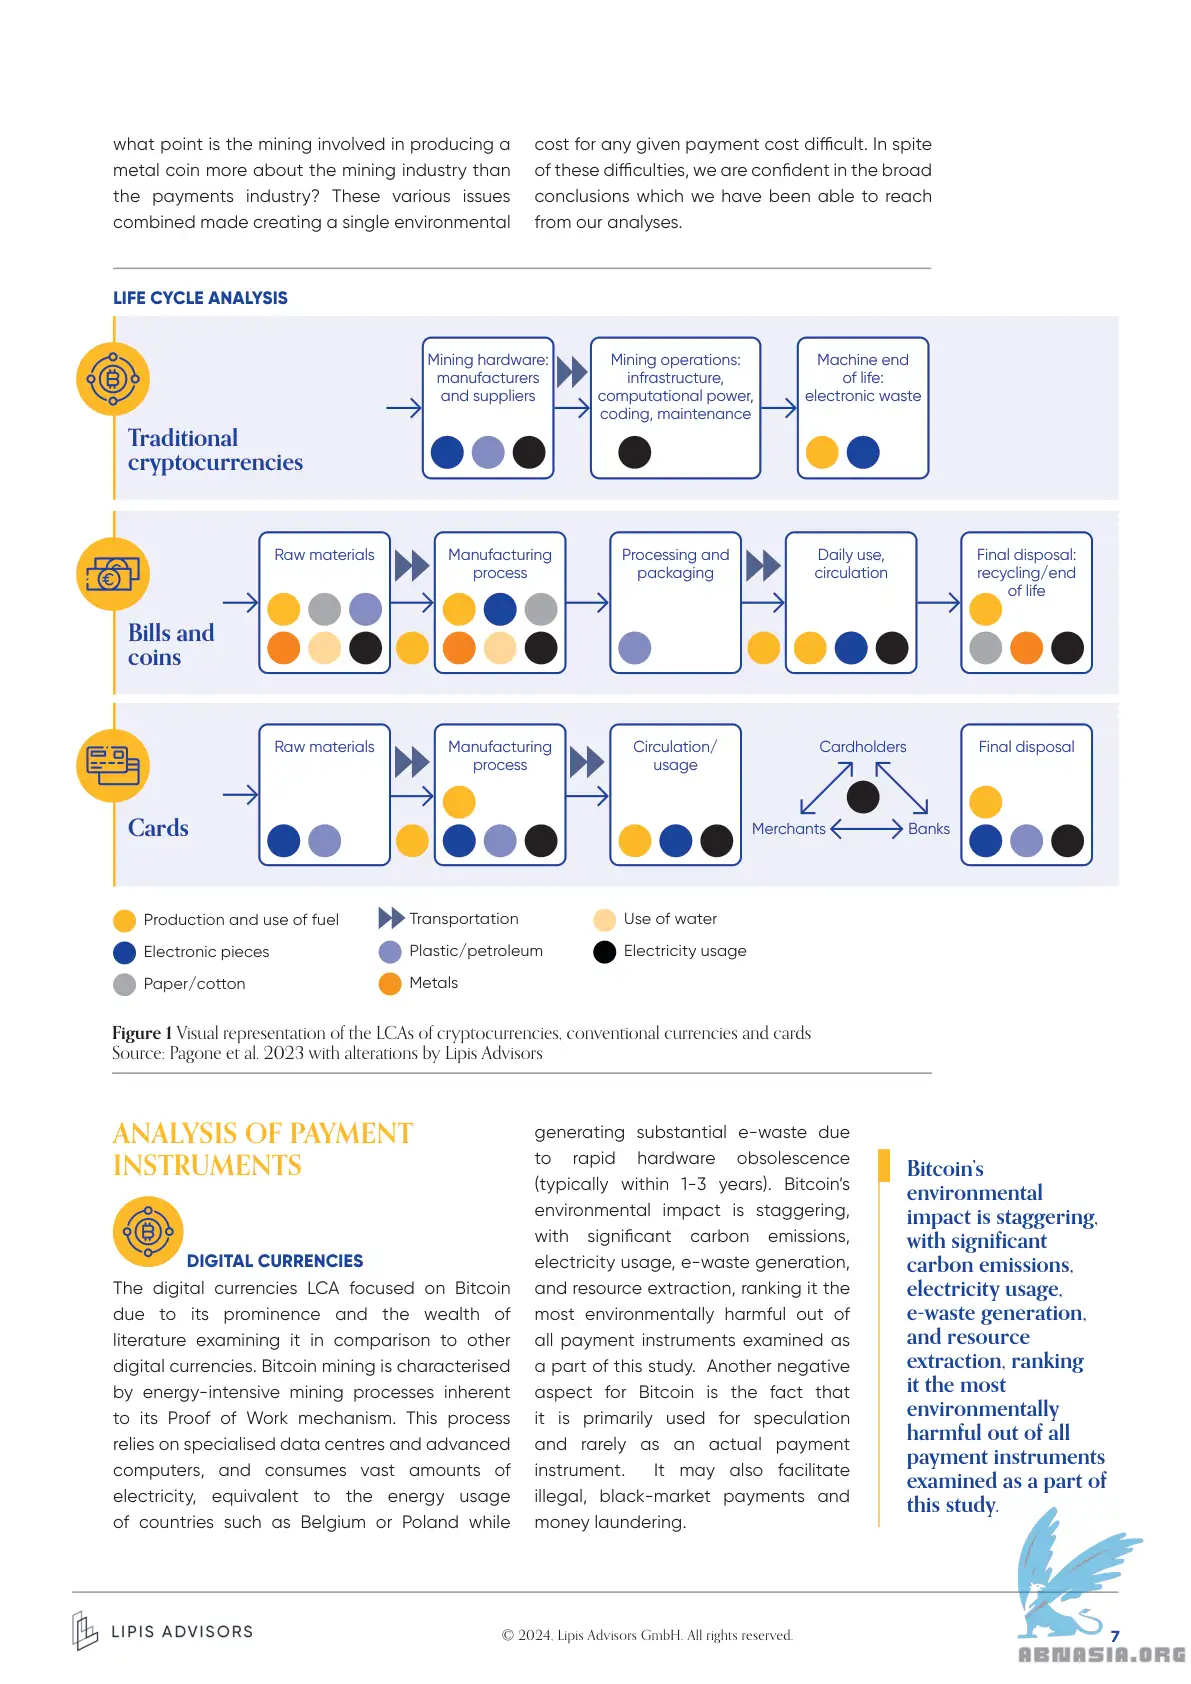 what point is the mining involved in producing a
metal coin more about the mining industry than
the payments industry? These various issues
combined made creating a single environmental
cost for any given payment cost difficult. In spite
of these difficulties, we are confident in the broad
conclusions which we have been able to reach
from our analyses.
LIFE CYCLE ANALYSIS
Traditional
cryptocurrencies
Mining hardware:
manufacturers
and suppliers
Mining operations:
infrastructure,
computational power,
coding, maintenance
Machine end
of life:
electronic waste
Bills and
coins
Raw materials
Manufacturing
process
Processing and
packaging
Daily use,
circulation
Final disposal:
recycling/end
of life
Cards
Raw materials
Manufacturing
process
Circulation/
usage
Cardholders
Merchants
Banks
Final disposal
Production and use of fuel
Electronic pieces
Paper/cotton
Transportation
Plastic/petroleum
Metals
Use of water
Electricity usage
Figure 1 Visual representation of the LCAs of cryptocurrencies, conventional currencies and cards
Source: Pagone et al. 2023 with alterations by Lipis Advisors
ANALYSIS OF PAYMENT
INSTRUMENTS
DIGITAL CURRENCIES
The digital currencies LCA focused on Bitcoin
due to its prominence and the wealth of
literature examining it in comparison to other
digital currencies. Bitcoin mining is characterised
by energy-intensive mining processes inherent
to its Proof of Work mechanism. This process
relies on specialised data centres and advanced
computers, and consumes vast amounts of
electricity, equivalent to the energy usage
of countries such as Belgium or Poland while
generating substantial e-waste due
to rapid hardware obsolescence
(typically within 1-3 years). Bitcoin's
environmental impact is staggering,
with significant carbon emissions,
electricity usage, e-waste generation,
and resource extraction, ranking it the
most environmentally harmful out of
all payment instruments examined as
a part of this study. Another negative
aspect for Bitcoin is the fact that
it is primarily used for speculation
and rarely as an actual payment
instrument. It may also facilitate
illegal, black-market payments and
money laundering.
Bitcoin's
environmental
impact is staggering,
with significant
carbon emissions,
electricity usage,
e-waste generation,
and resource
extraction, ranking
it the most
environmentally
harmful out of all
payment instruments
examined as a part of
this study.
LIPIS ADVISORS
© 2024, Lipis Advisors GmbH. All rights reserved.
7
ABNASIA.ORG